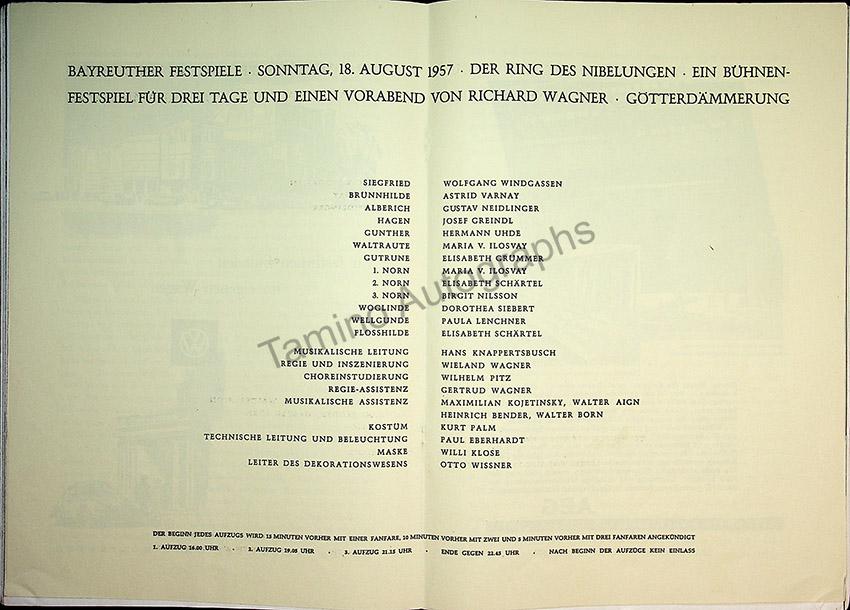 BAYREUTHER FESTSPIELE · SONNTAG, 18. AUGUST 1957 · DER RING DES NIBELUNGEN · EIN BÜHNEN-
FESTSPIEL FÜR DREI TAGE UND EINEN VORABEND VON RICHARD WAGNER · GÖTTERDÄMMERUNG
SIEGFRIED WOLFGANG WINDGASSEN
BRÜNNHILDE ASTRID VARNAY
ALBERICH GUSTAV NEIDLINGER
HAGEN JOSEF GREINDL
GUNTHER HERMANN UHDE
WALTRAUTE MARIA V. ILOSVAY
GUTRUNE ELISABETH GRÜMMER
1. NORN MARIA V. ILOSVAY
2. NORN ELISABETH SCHÄRTEL
3. NORN BIRGIT NILSSON
WOGLINDE DOROTHEA SIEBERT
WELLGUNDE PAULA LENCHNER
FLOSSHILDE ELISABETH SCHÄRTEL
MUSIKALISCHE LEITUNG HANS KNAPPERTSBUSCH
REGIE UND INSZENIERUNG WIELAND WAGNER
CHOREINSTUDIERUNG WILHELM PITZ
REGIE-ASSISTENZ GERTRUD WAGNER
MUSIKALISCHE ASSISTENZ MAXIMILIAN KOJETINSKY, WALTER AIGN
HEINRICH BENDER, WALTER BORN
KOSTÜM KURT PALM
TECHNISCHE LEITUNG UND BELEUCHTUNG PAUL EBERHARDT
MASKE WILLI KLOSE
LEITER DES DEKORATIONSWESENS OTTO WISSNER
DER BEGINN JEDES AUFZUGS WIRD 15 MINUTEN VORHER MIT EINER FANFARE, 10 MINUTEN VORHER MIT ZWEI UND 5 MINUTEN VORHER MIT DREI FANFAREN ANGEKÜNDIGT
1. AUFZUG 16.00 UHR · 2. AUFZUG 19.05 UHR · 3. AUFZUG 21.15 UHR · ENDE GEGEN 22.45 UHR · NACH BEGINN DER AUFZÜGE KEIN EINLASS
Tamino Autographs